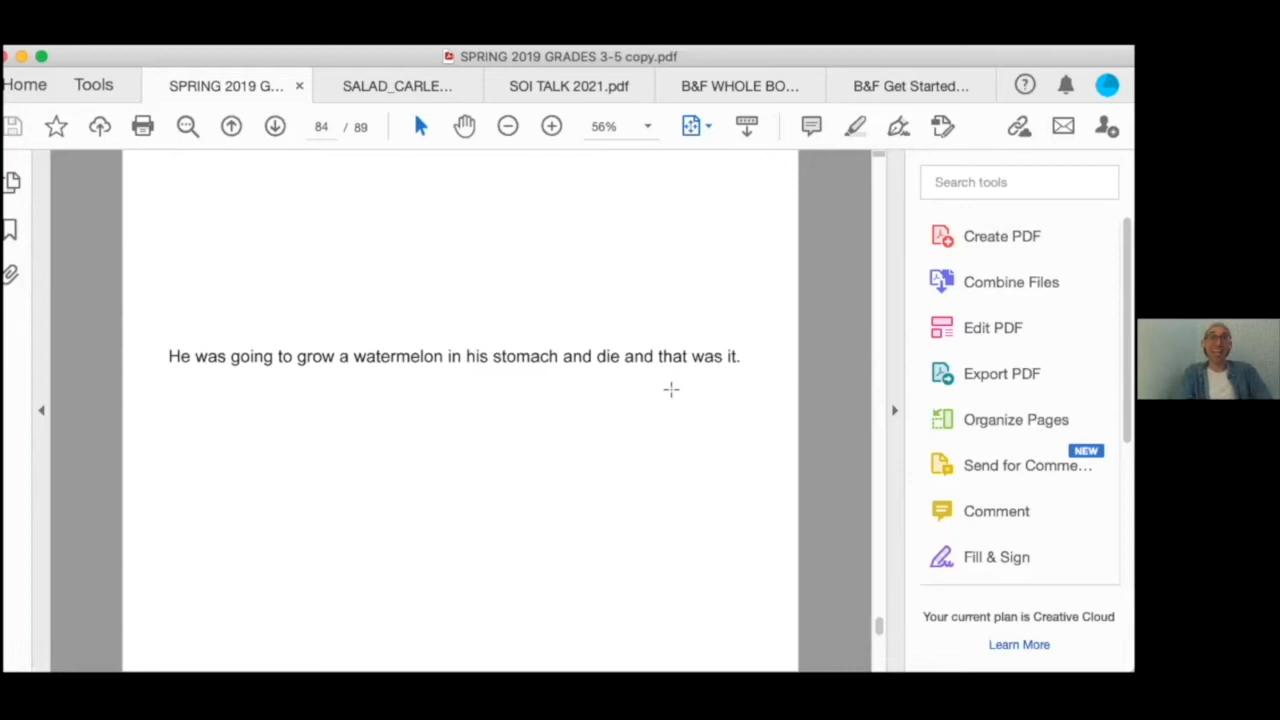 SPRING 2019 GRADES 3-5 copy.pdf
Home
Tools
SPRING 2019 G...
SALAD_CARLE...
SOI TALK 2021.pdf
B&F WHOLE BO...
B&F Get Started...
84 / 89
56%
Search tools
Create PDF
Combine Files
Edit PDF
Export PDF
Organize Pages
NEW
Send for Comme...
Comment
Fill & Sign
Your current plan is Creative Cloud
Learn More
He was going to grow a watermelon in his stomach and die and that was it.